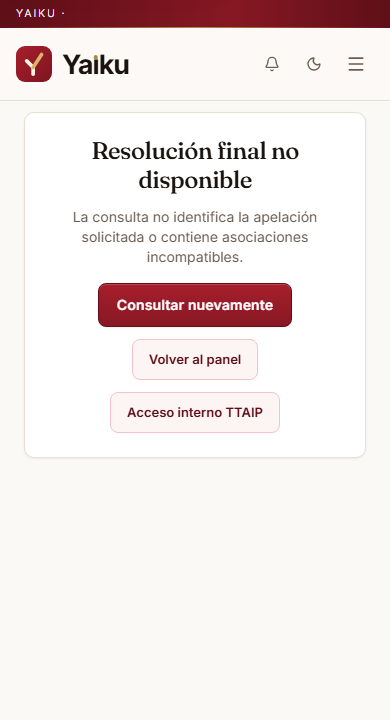 YAIKU ·
Yaiku
Resolución final no
disponible
La consulta no identifica la apelación
solicitada o contiene asociaciones
incompatibles.
Consultar nuevamente
Volver al panel
Acceso interno TTAIP